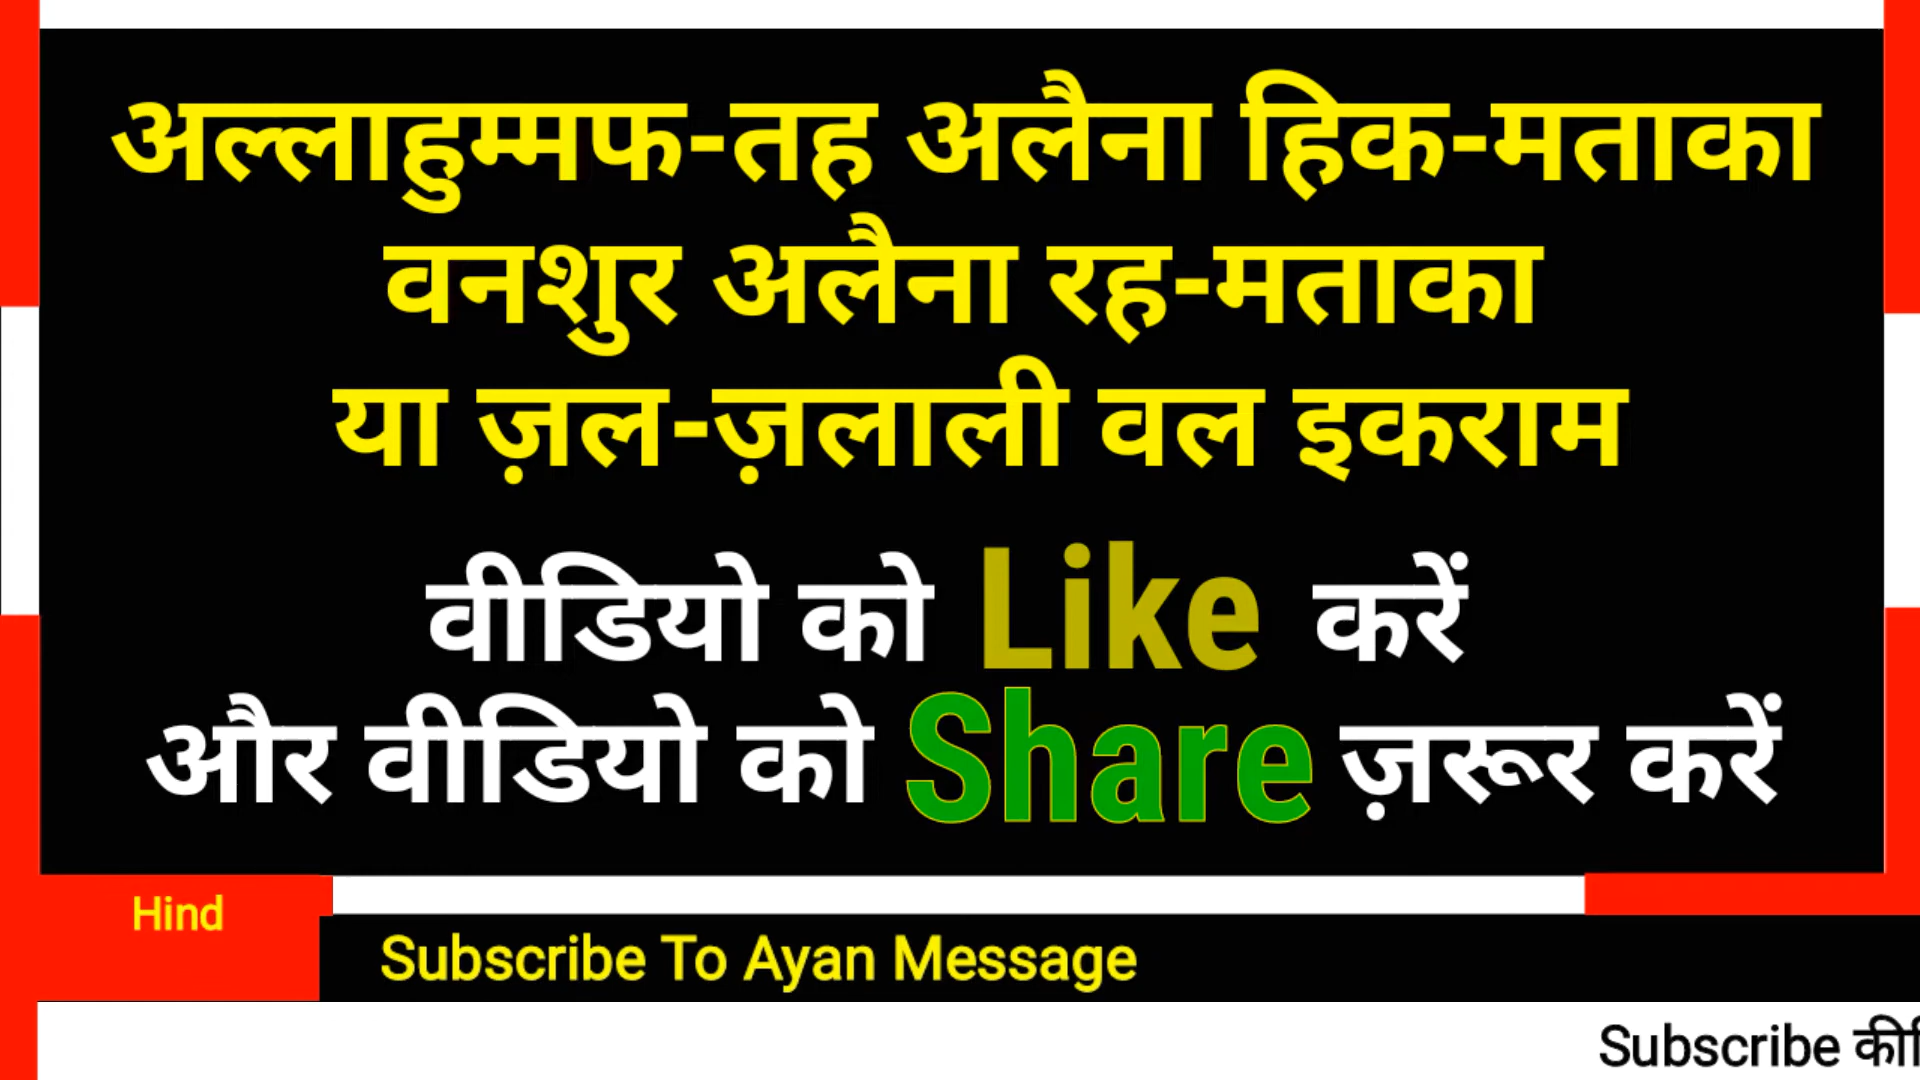 अल्लाहुम्मफ-तह अलैना हिक-मताका
वनशुर अलैना रह-मताका
या ज़ल-ज़लाली वल इकराम
वीडियो को Like करें
और वीडियो को Share ज़रूर करें
Hind
Subscribe To Ayan Message
Subscribe